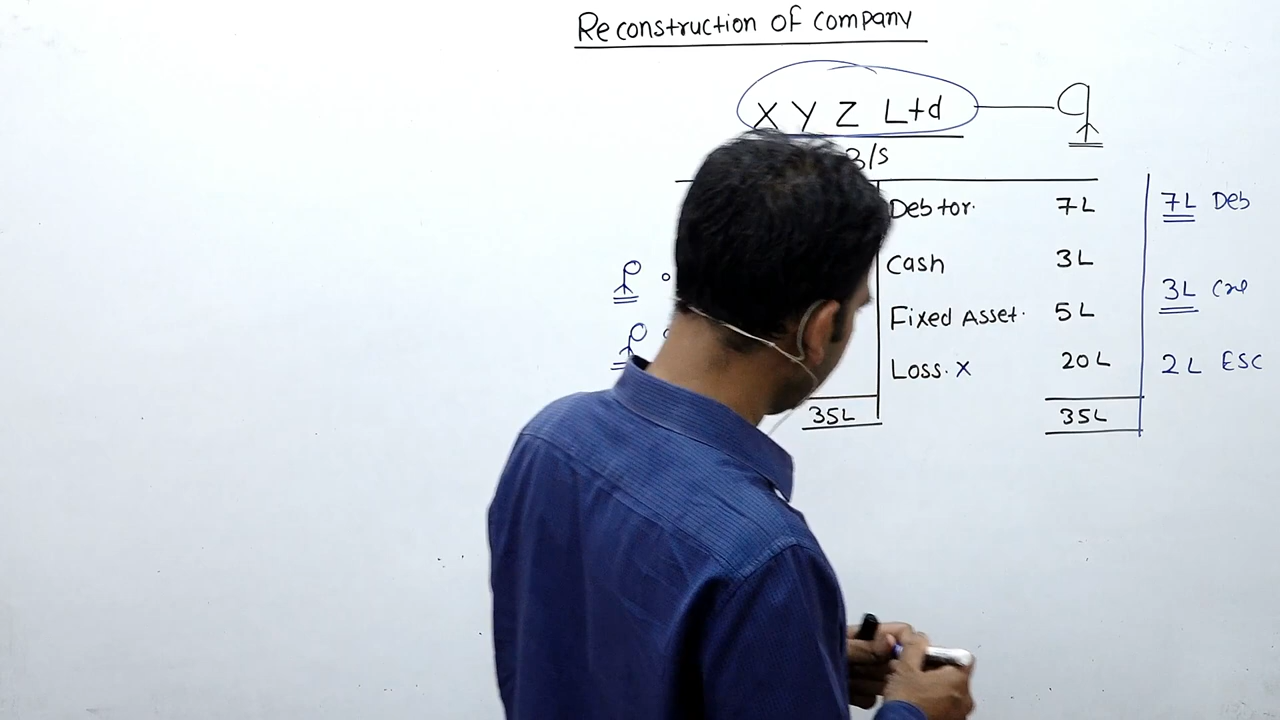 Reconstruction of company
X Y Z Ltd
B/s
Debtor. 7L 7L Deb
Cash 3L
3L Cre
Fixed Asset. 5L
Loss. X 20L 2L ESC
35L 35L